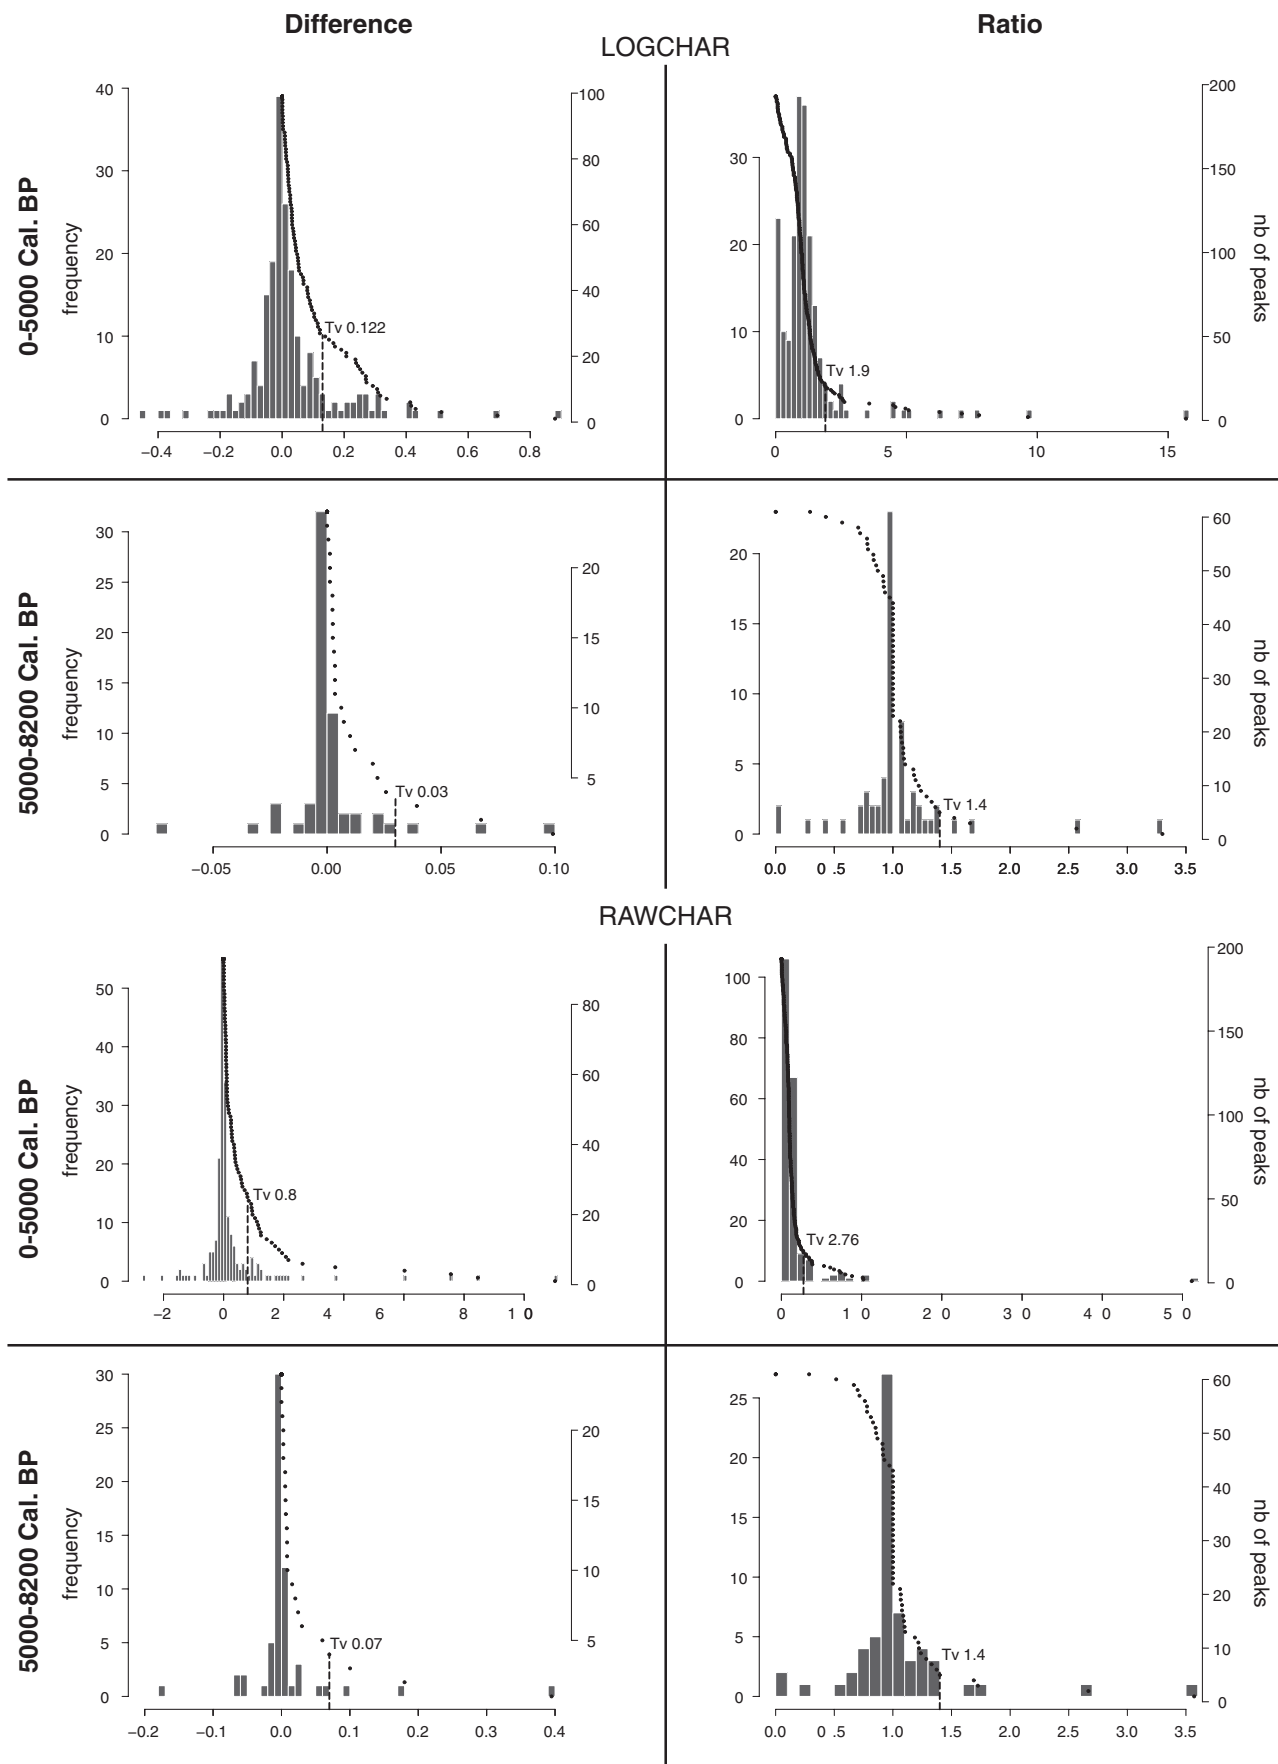 Difference
Ratio
LOGCHAR
0-5000 Cal. BP
frequency
40
30
20
10
0
100
80
60
40
20
0
Tv 0.122
−0.4 −0.2 0.0 0.2 0.4 0.6 0.8
30
20
10
0
200
150
100
50
0
nb of peaks
Tv 1.9
0 5 10 15
5000-8200 Cal. BP
frequency
30
25
20
15
10
5
0
20
15
10
5
Tv 0.03
−0.05 0.00 0.05 0.10
20
15
10
5
0
60
50
40
30
20
10
0
nb of peaks
Tv 1.4
0.0 0.5 1.0 1.5 2.0 2.5 3.0 3.5
RAWCHAR
0-5000 Cal. BP
frequency
50
40
30
20
10
0
80
60
40
20
0
Tv 0.8
−2 0 2 4 6 8 1 0
100
80
60
40
20
0
200
150
100
50
0
nb of peaks
Tv 2.76
0 1 0 2 0 3 0 4 0 5 0
5000-8200 Cal. BP
frequency
30
25
20
15
10
5
0
20
15
10
5
Tv 0.07
−0.2 −0.1 0.0 0.1 0.2 0.3 0.4
25
20
15
10
5
0
60
50
40
30
20
10
0
nb of peaks
Tv 1.4
0.0 0.5 1.0 1.5 2.0 2.5 3.0 3.5